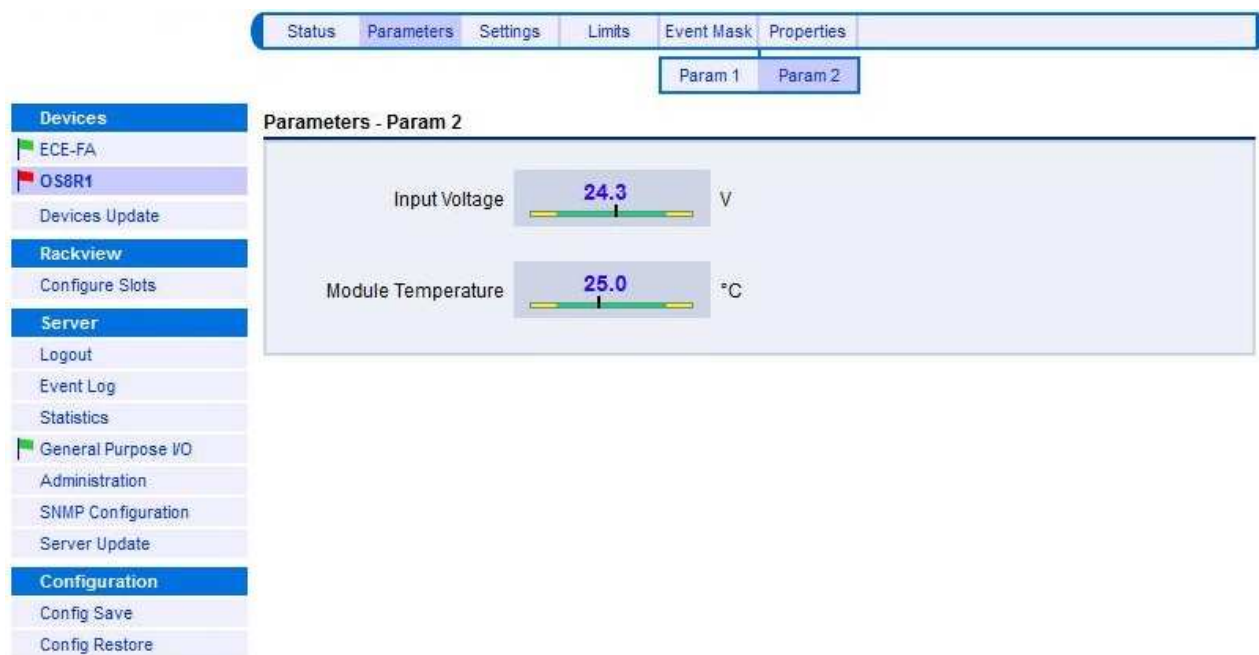 Status Parameters Settings Limits Event Mask Properties
Param 1 Param 2
Devices
ECE-FA
OS8R1
Devices Update
Rackview
Configure Slots
Server
Logout
Event Log
Statistics
General Purpose I/O
Administration
SNMP Configuration
Server Update
Configuration
Config Save
Config Restore
Parameters - Param 2
Input Voltage 24.3 V
Module Temperature 25.0 °C